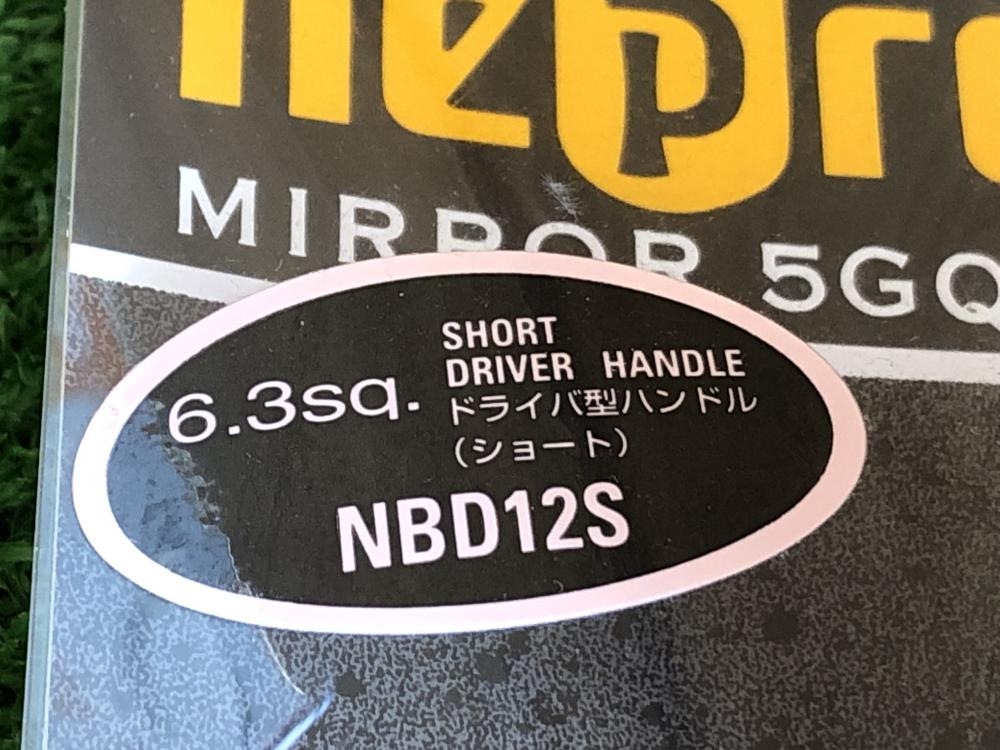 nepr
MIRROR 5GQ
6.3sq.
SHORT
DRIVER HANDLE
ドライバ型ハンドル
(ショート)
NBD12S